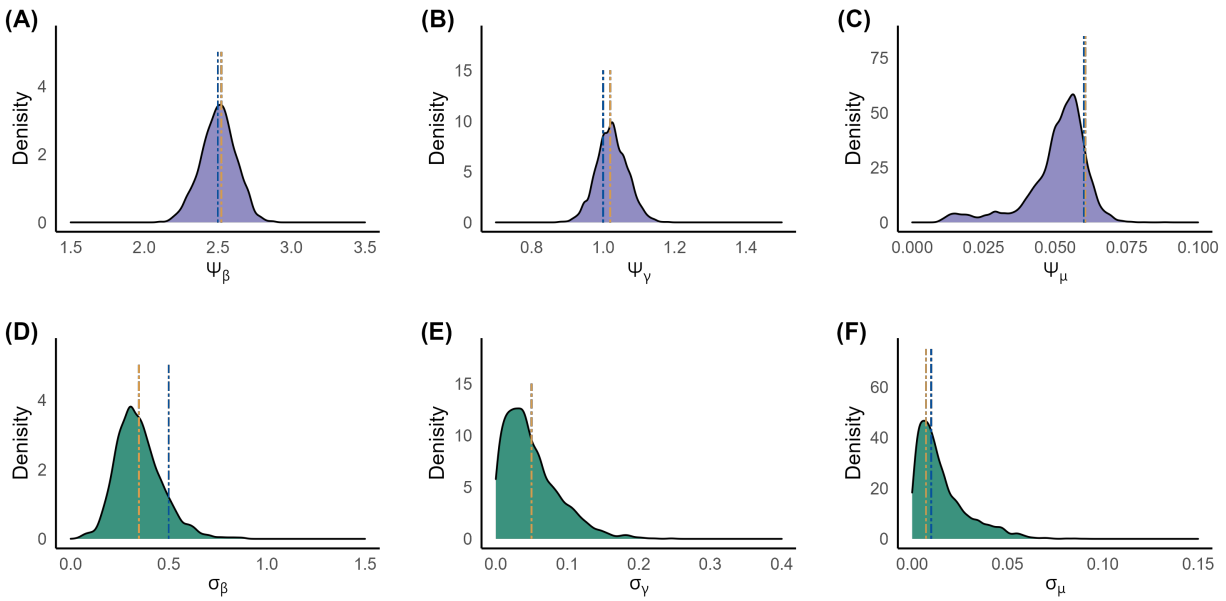 (A)
Denisity
4
2
0
1.5 2.0 2.5 3.0 3.5
Ψβ
(B)
Denisity
15
10
5
0
0.8 1.0 1.2 1.4
Ψγ
(C)
Denisity
75
50
25
0
0.000 0.025 0.050 0.075 0.100
Ψμ
(D)
Denisity
4
2
0
0.0 0.5 1.0 1.5
σβ
(E)
Denisity
15
10
5
0
0.0 0.1 0.2 0.3 0.4
σγ
(F)
Denisity
60
40
20
0
0.00 0.05 0.10 0.15
σμ